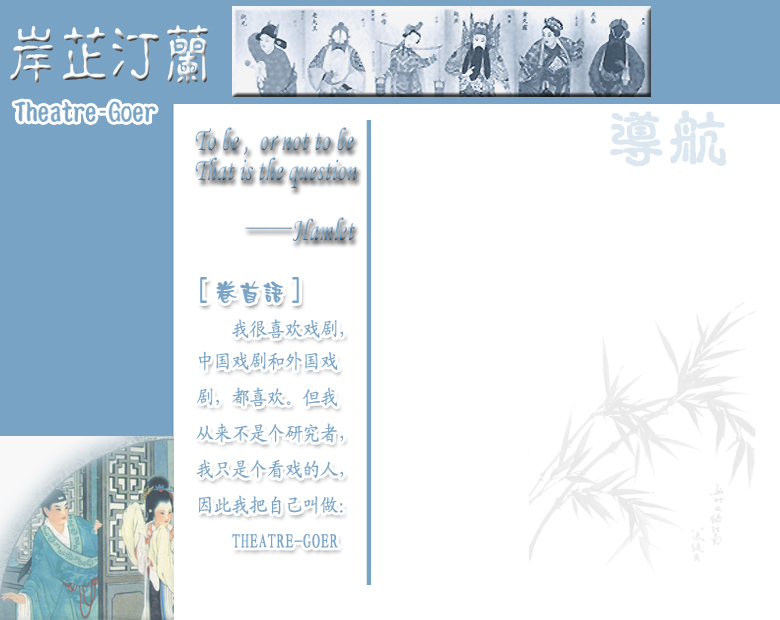 岸芷汀蘭
Theatre-Goer
To be, or not to be
That is the question
——Hamlet
導航
[卷首語]
我很喜欢戏剧，
中国戏剧和外国戏
剧，都喜欢。但我
从来不是个研究者，
我只是个看戏的人，
因此我把自己叫做：
THEATRE-GOER